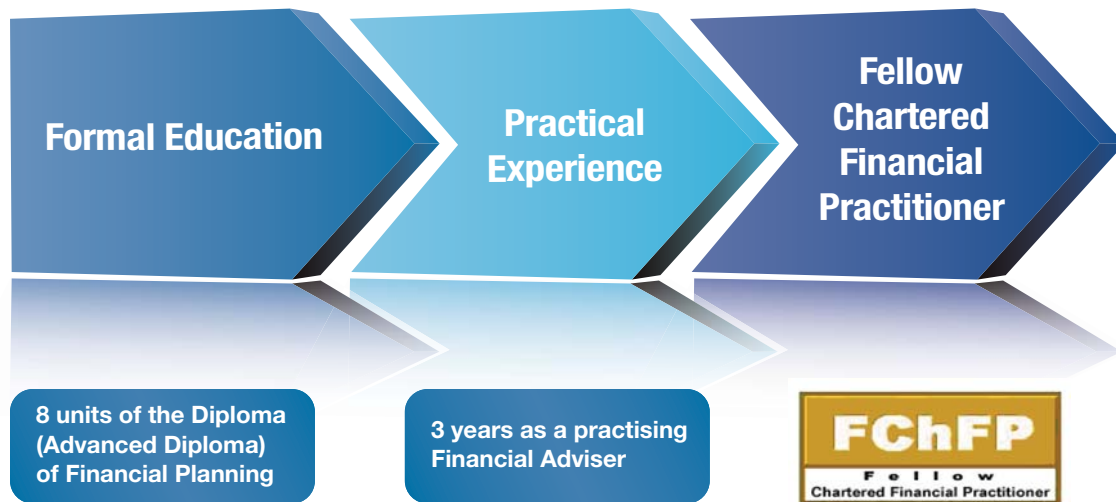 Formal Education
Practical
Experience
Fellow
Chartered
Financial
Practitioner
8 units of the Diploma
(Advanced Diploma)
of Financial Planning
3 years as a practising
Financial Adviser
FChFP
Fellow
Chartered Financial Practitioner